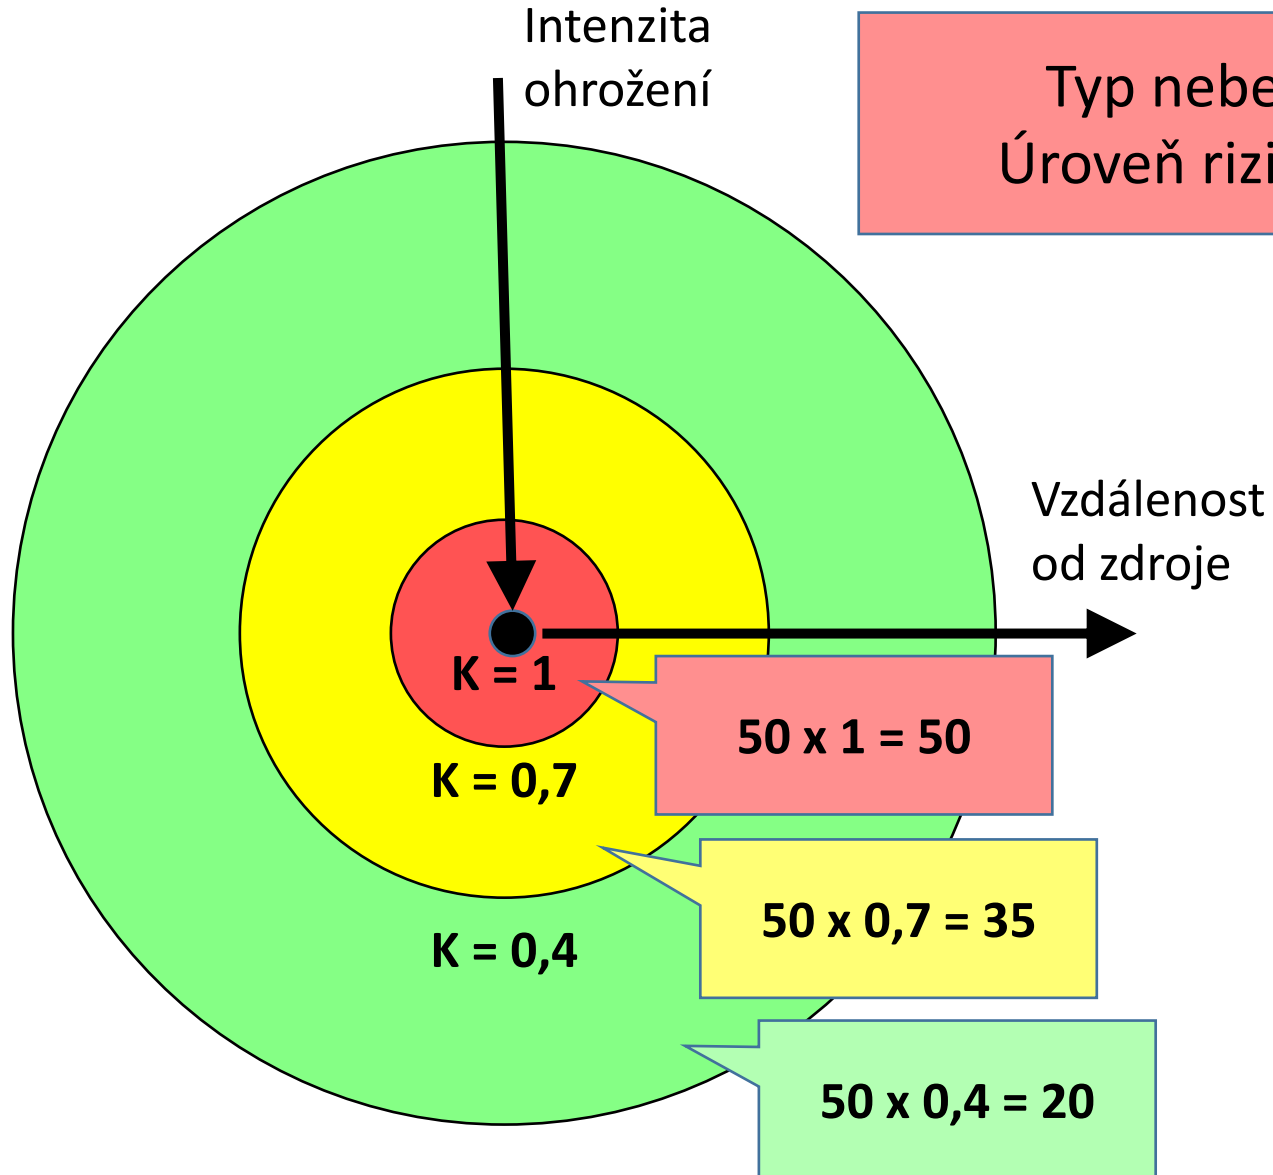 Intenzita
ohrožení
Typ nebe
Úroveň rizi
Vzdálenost
od zdroje
K = 1
50 x 1 = 50
K = 0,7
50 x 0,7 = 35
K = 0,4
50 x 0,4 = 20